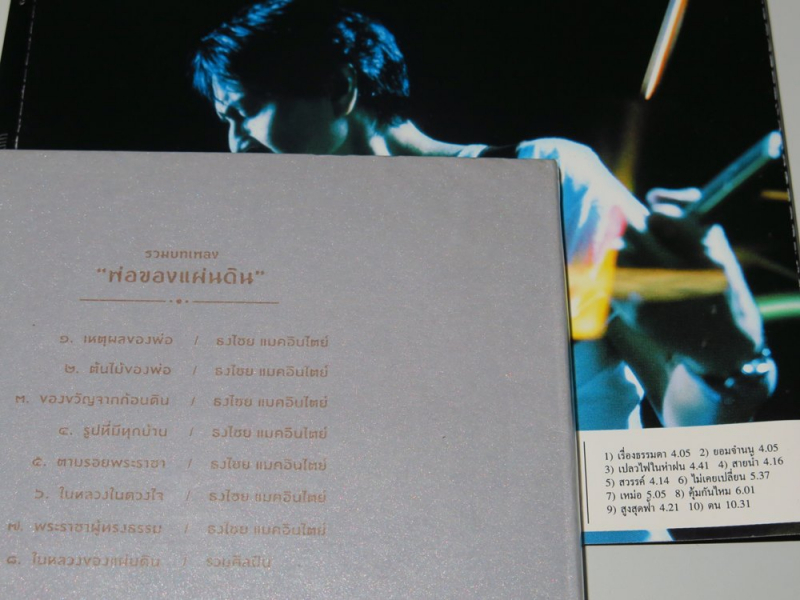 รวมบทเพลง
"พ่อของแผ่นดิน"
๑. เหตุผลของพ่อ / ธงไชย แมคอินไตย์
๒. ต้นไม้ของพ่อ / ธงไชย แมคอินไตย์
๓. ของขวัญจากก้อนดิน / ธงไชย แมคอินไตย์
๔. รูปที่มีทุกบ้าน / ธงไชย แมคอินไตย์
๕. ตามรอยพระราชา / ธงไชย แมคอินไตย์
๖. ในหลวงในดวงใจ / ธงไชย แมคอินไตย์
๗. พระราชาผู้ทรงธรรม / ธงไชย แมคอินไตย์
๘. ในหลวงของแผ่นดิน / รวมศิลปิน
1) เรื่องธรรมดา 4.05 2) ยอมจำนน 4.05
3) เปลวไฟในห่าฝน 4.41 4) สายน้ำ 4.16
5) สวรรค์ 4.14 6) ไม่เคยเปลี่ยน 5.37
7) เหม่อ 5.05 8) คุ้มกันไหม 6.01
9) สูงสุดฟ้า 4.21 10) ตน 10.31